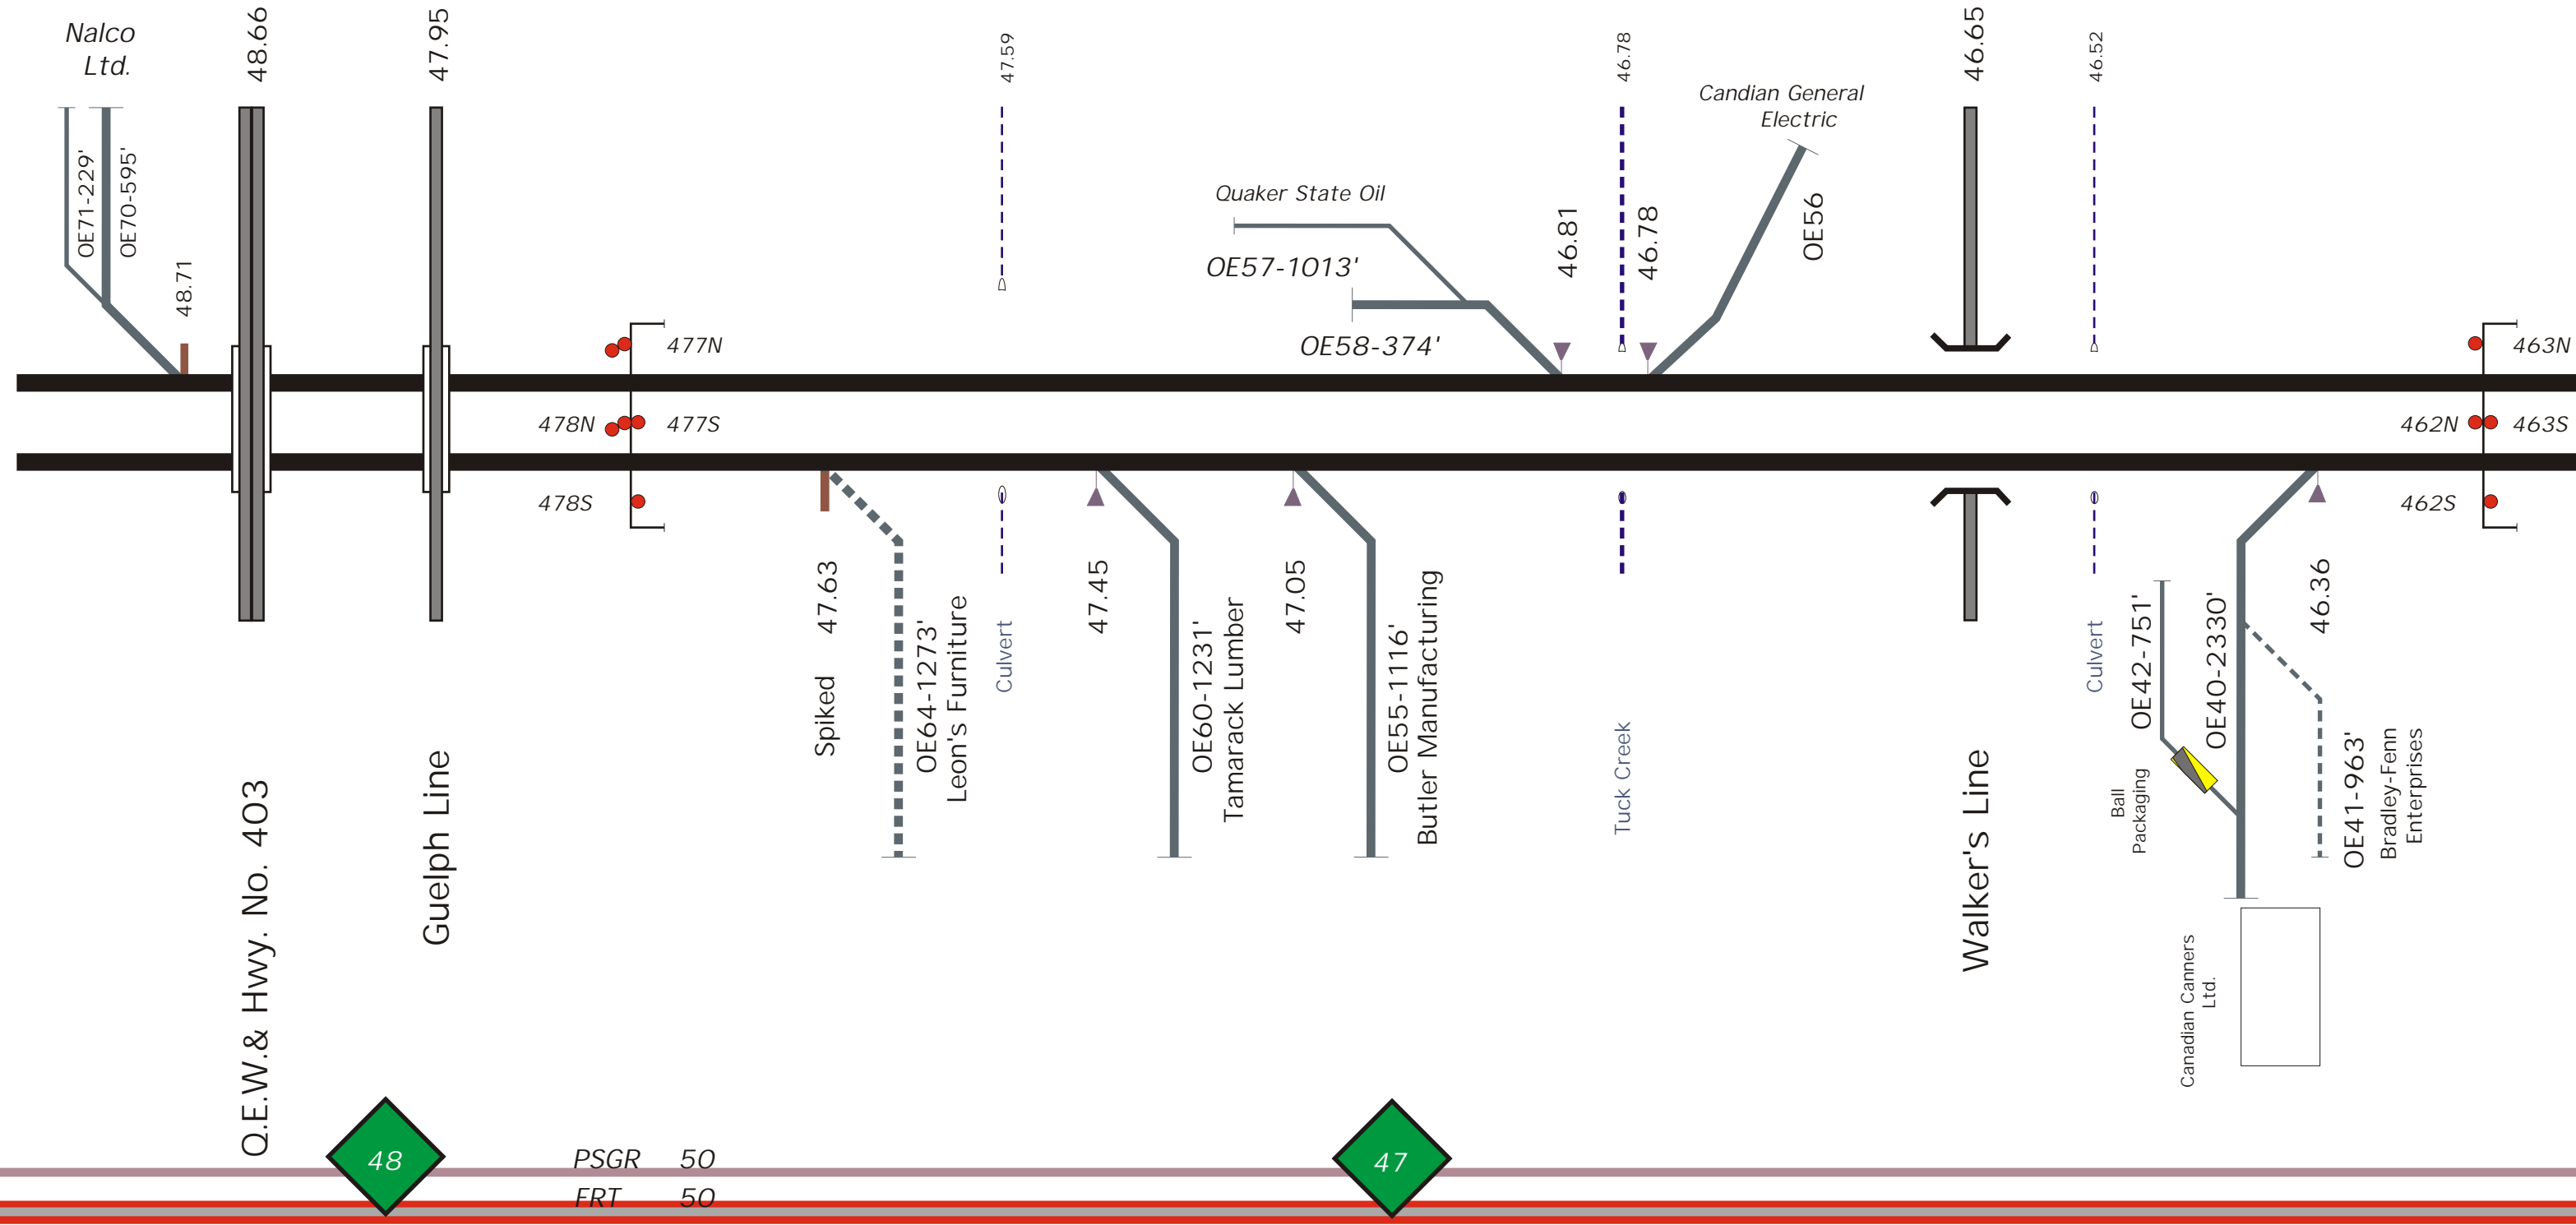 Nalco
Ltd.
48.66
47.95
47.59
46.78
46.65
46.52
Candian General
Electric
OE71-229'
OE70-595'
48.71
Quaker State Oil
OE57-1013'
OE58-374'
46.81
46.78
OE56
477N
478N
477S
478S
463N
462N
463S
462S
47.63
Spiked
OE64-1273'
Leon's Furniture
Culvert
47.45
OE60-1231'
Tamarack Lumber
47.05
OE55-1116'
Butler Manufacturing
Tuck Creek
Culvert
OE42-751'
OE40-2330'
46.36
Ball
Packaging
OE41-963'
Bradley-Fenn
Enterprises
Canadian Canners
Ltd.
Q.E.W.& Hwy. No. 403
Guelph Line
Walker's Line
48
PSGR 50
FRT 50
47